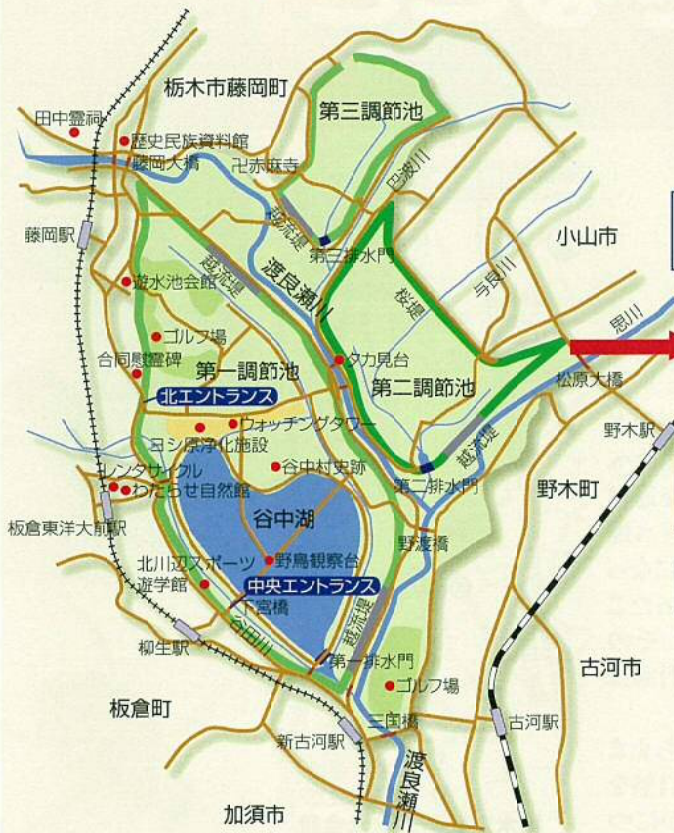 栃木市藤岡町
第三調節池
田中霊祠
歴史民族資料館
藤岡大橋
卍赤麻寺
巴波川
越流堤
第三排水門
小山市
藤岡駅
越流堤
渡良瀬川
与良川
思川
遊水池会館
桜堤
ゴルフ場
タカ見台
合同慰霊碑
第一調節池
第二調節池
松原大橋
北エントランス
ウォッチングタワー
野木駅
ヨシ原浄化施設
越流堤
谷中村史跡
第二排水門
レンタサイクル
わたらせ自然館
野木町
谷中湖
板倉東洋大前駅
野渡橋
北川辺スポーツ
遊学館
野鳥観察台
中央エントランス
下宮橋
越流堤
谷田川
柳生駅
第一排水門
古河市
ゴルフ場
板倉町
三国橋
古河駅
新古河駅
渡良瀬川
加須市